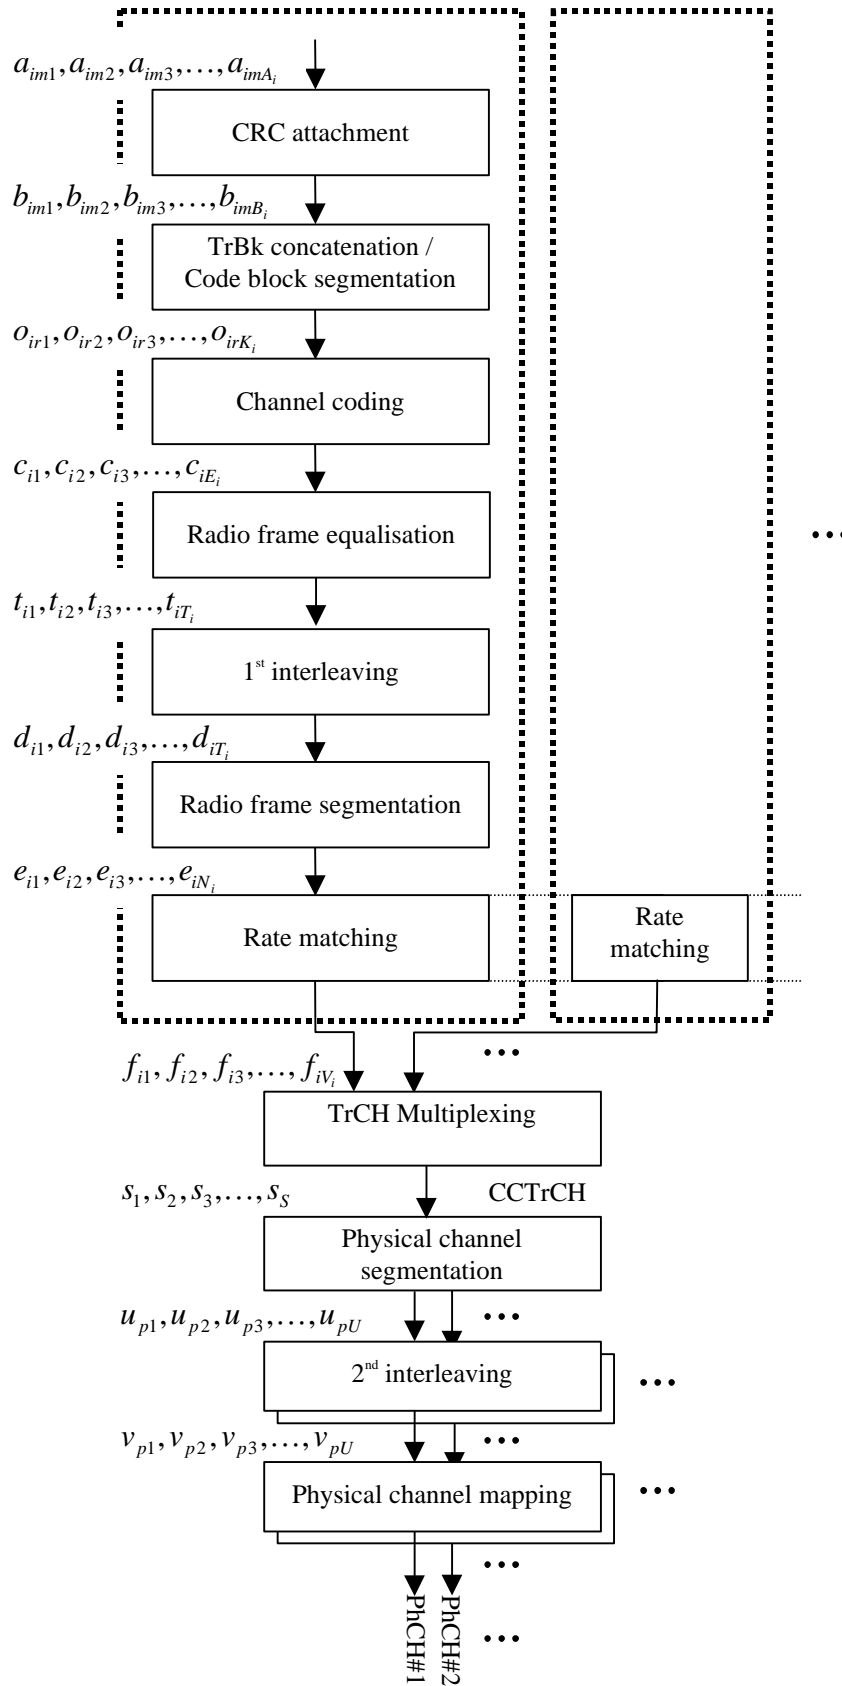 a_{im1}, a_{im2}, a_{im3}, …, a_{imA_i}
CRC attachment
b_{im1}, b_{im2}, b_{im3}, …, b_{imB_i}
TrBk concatenation /
Code block segmentation
o_{ir1}, o_{ir2}, o_{ir3}, …, o_{irK_i}
Channel coding
c_{i1}, c_{i2}, c_{i3}, …, c_{iE_i}
Radio frame equalisation
…
t_{i1}, t_{i2}, t_{i3}, …, t_{iT_i}
1st interleaving
d_{i1}, d_{i2}, d_{i3}, …, d_{iT_i}
Radio frame segmentation
e_{i1}, e_{i2}, e_{i3}, …, e_{iN_i}
Rate matching
Rate
matching
…
f_{i1}, f_{i2}, f_{i3}, …, f_{iV_i}
TrCH Multiplexing
s_1, s_2, s_3, …, s_S
CCTrCH
Physical channel
segmentation
u_{p1}, u_{p2}, u_{p3}, …, u_{pU}
…
2nd interleaving
…
v_{p1}, v_{p2}, v_{p3}, …, v_{pU}
…
Physical channel mapping
…
…
PhCH#1
PhCH#2
…